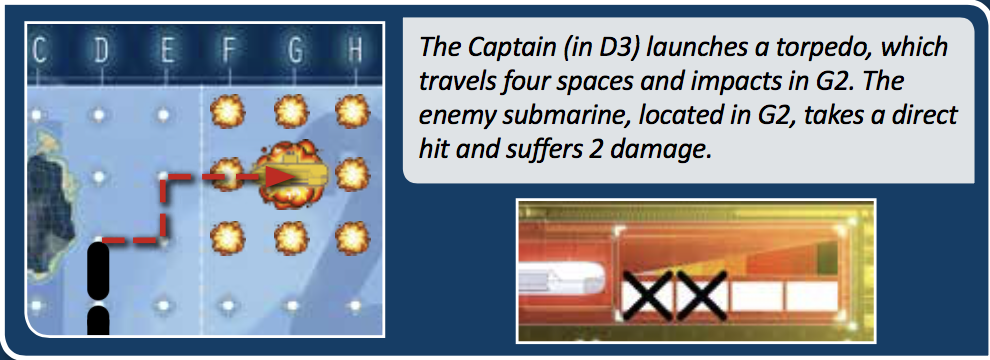 C D E F G H
The Captain (in D3) launches a torpedo, which
travels four spaces and impacts in G2. The
enemy submarine, located in G2, takes a direct
hit and suffers 2 damage.